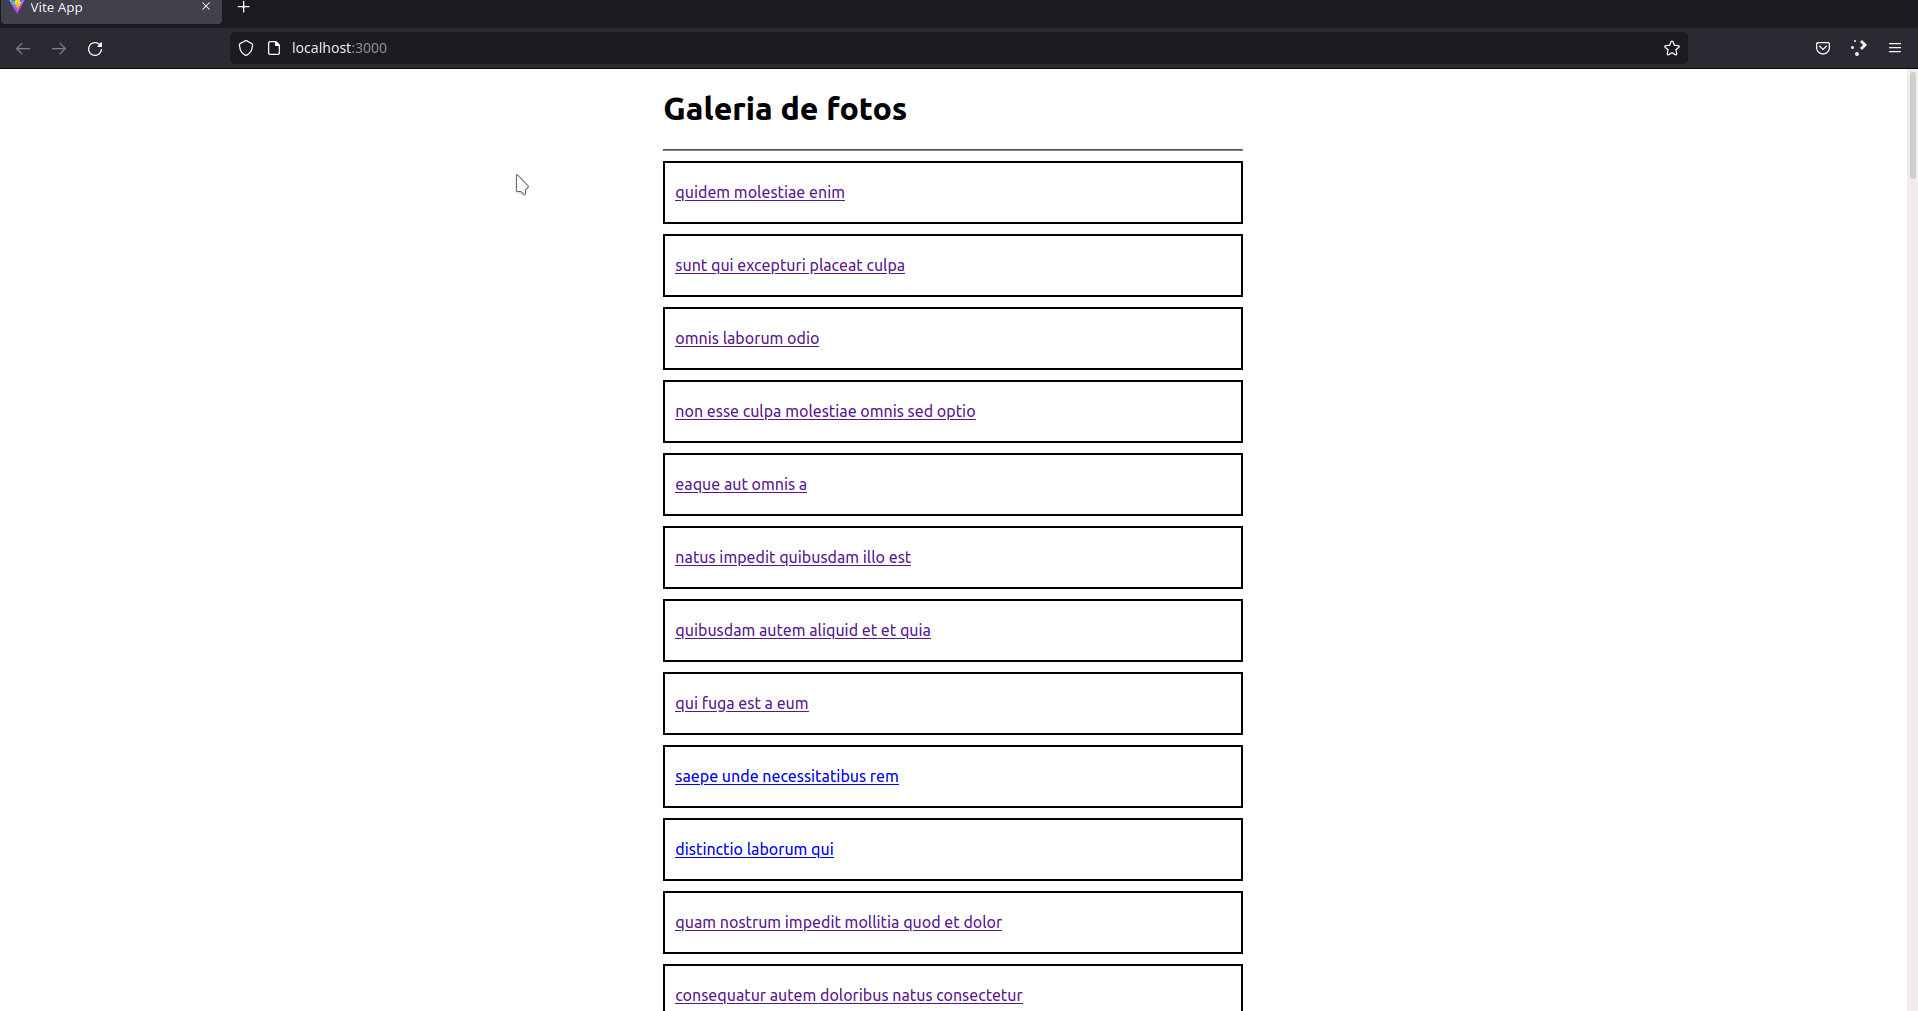 Vite App
localhost:3000
Galeria de fotos
quidem molestiae enim
sunt qui excepturi placeat culpa
omnis laborum odio
non esse culpa molestiae omnis sed optio
eaque aut omnis a
natus impedit quibusdam illo est
quibusdam autem aliquid et et quia
qui fuga est a eum
saepe unde necessitatibus rem
distinctio laborum qui
quam nostrum impedit mollitia quod et dolor
consequatur autem doloribus natus consectetur